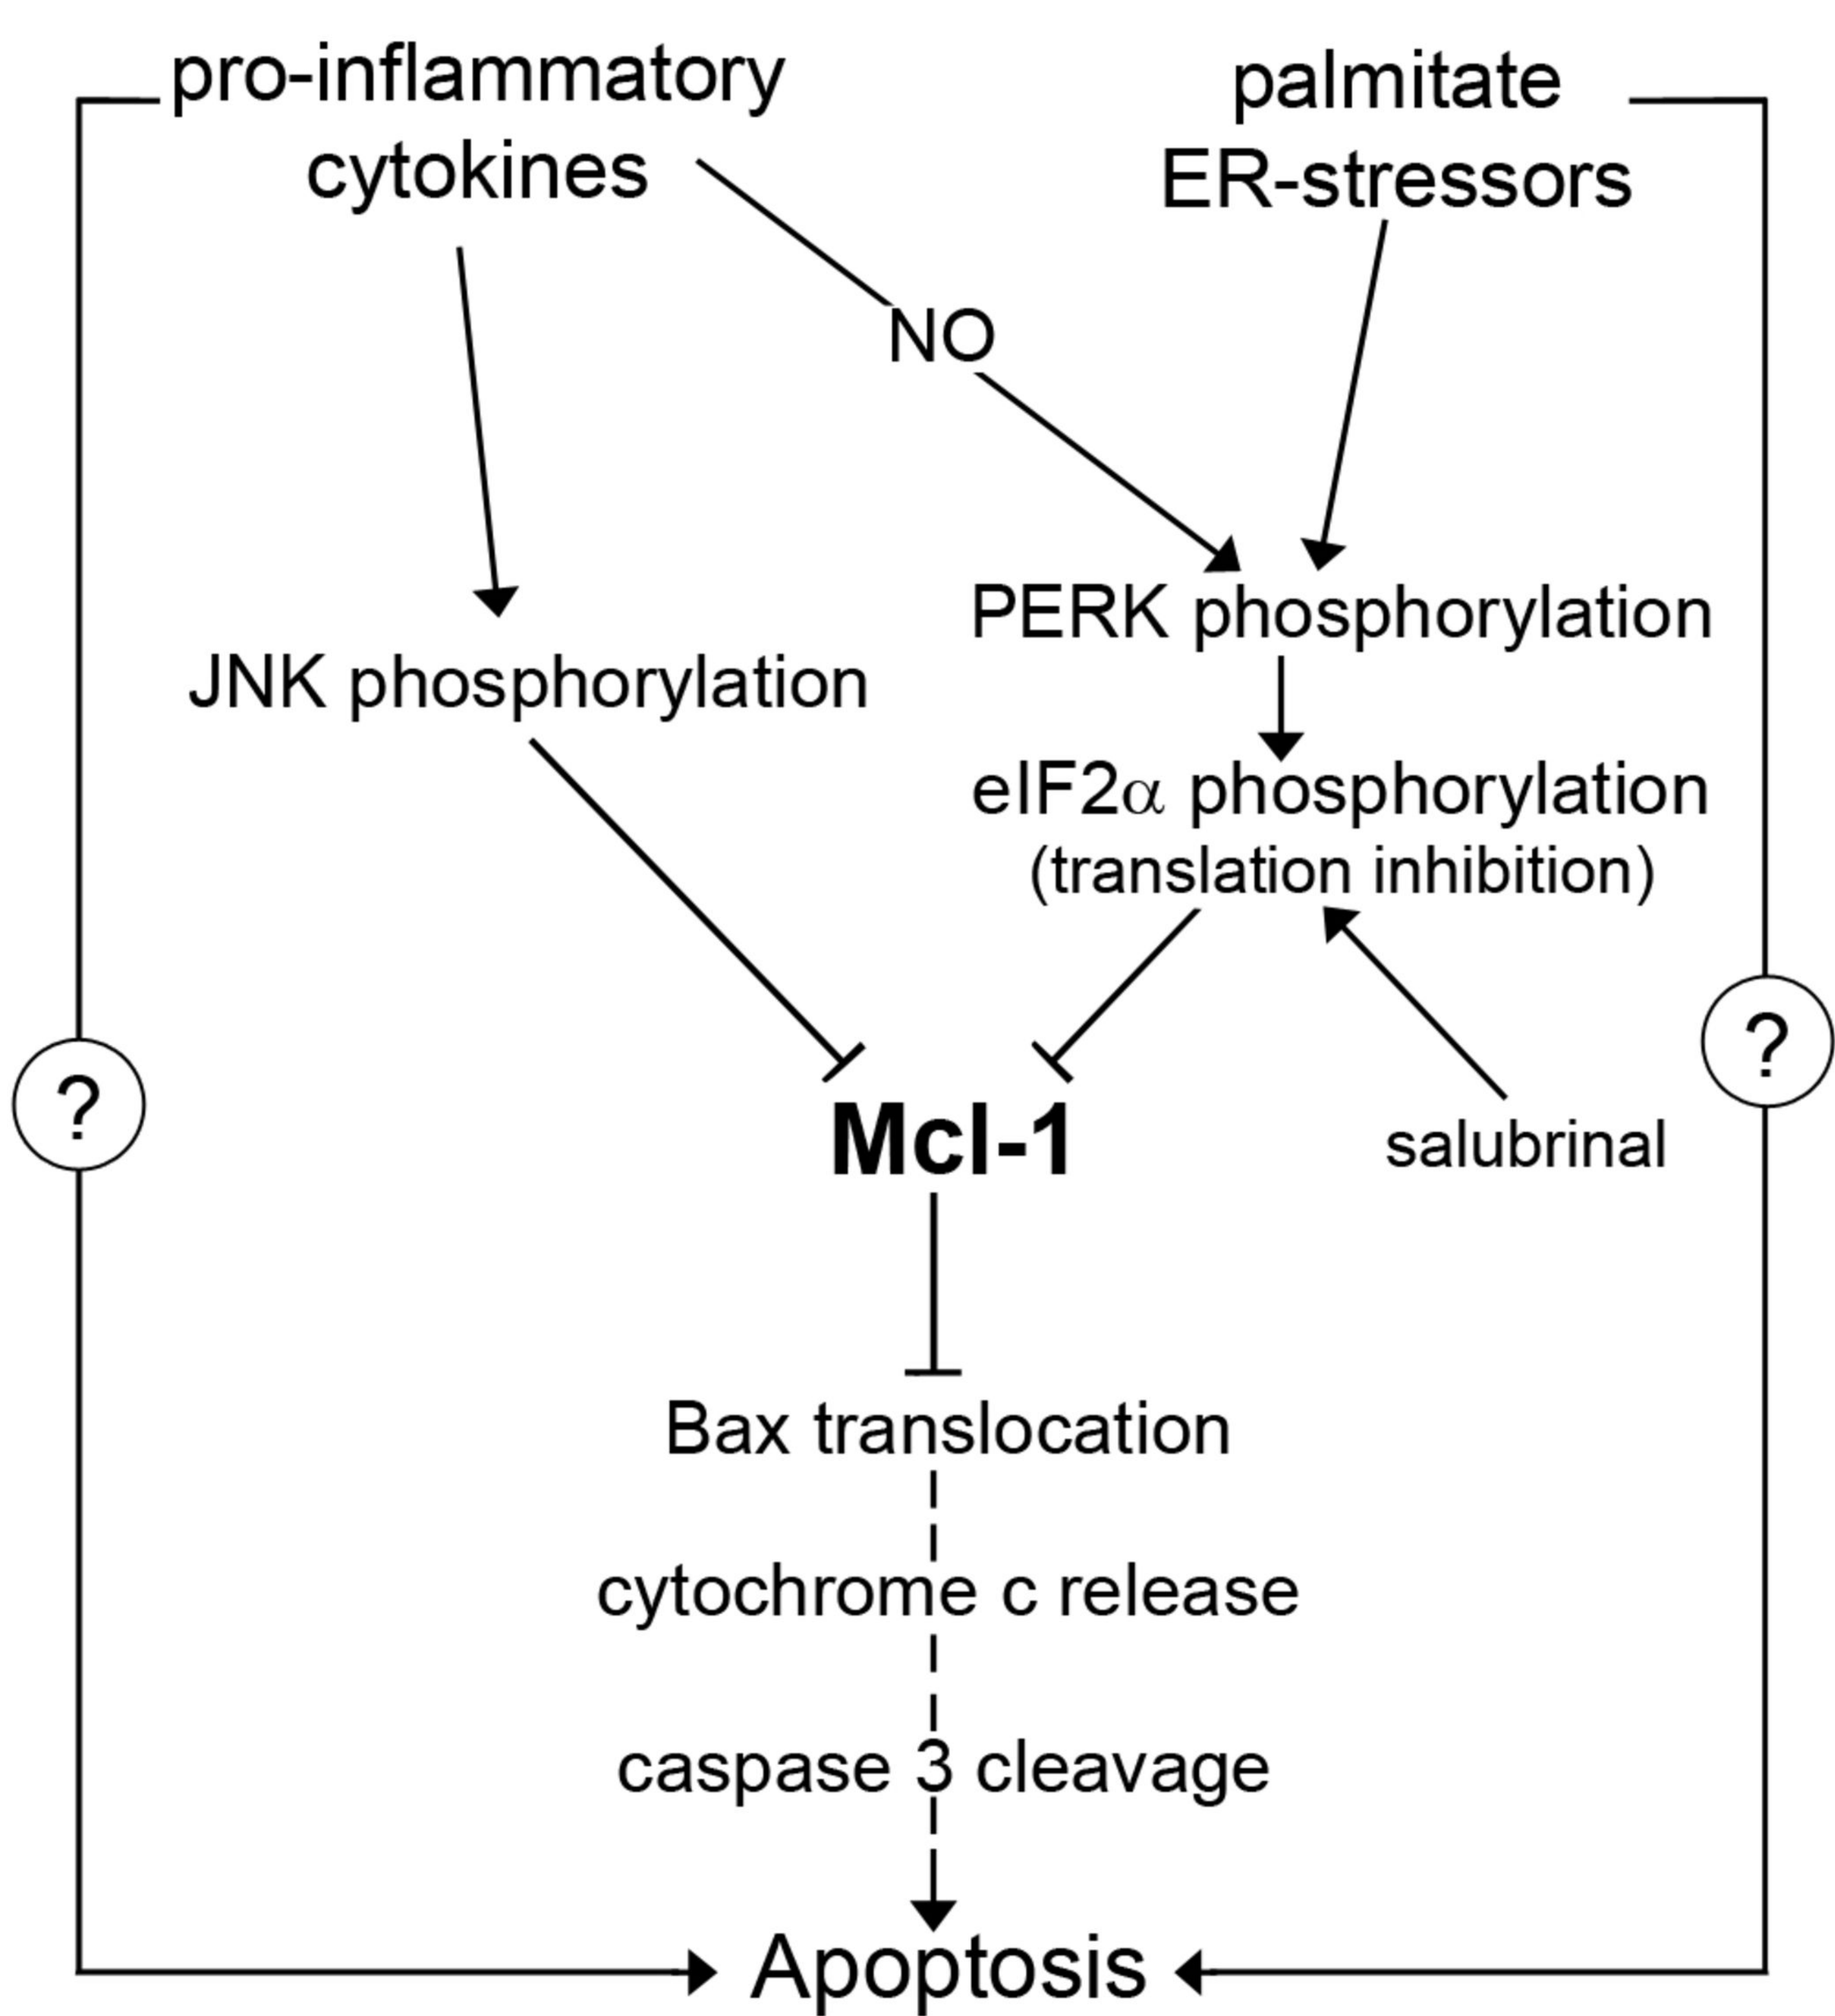 pro-inflammatory
cytokines
palmitate
ER-stressors
NO
PERK phosphorylation
JNK phosphorylation
eIF2α phosphorylation
(translation inhibition)
?
?
Mcl-1
salubrinal
Bax translocation
cytochrome c release
caspase 3 cleavage
Apoptosis